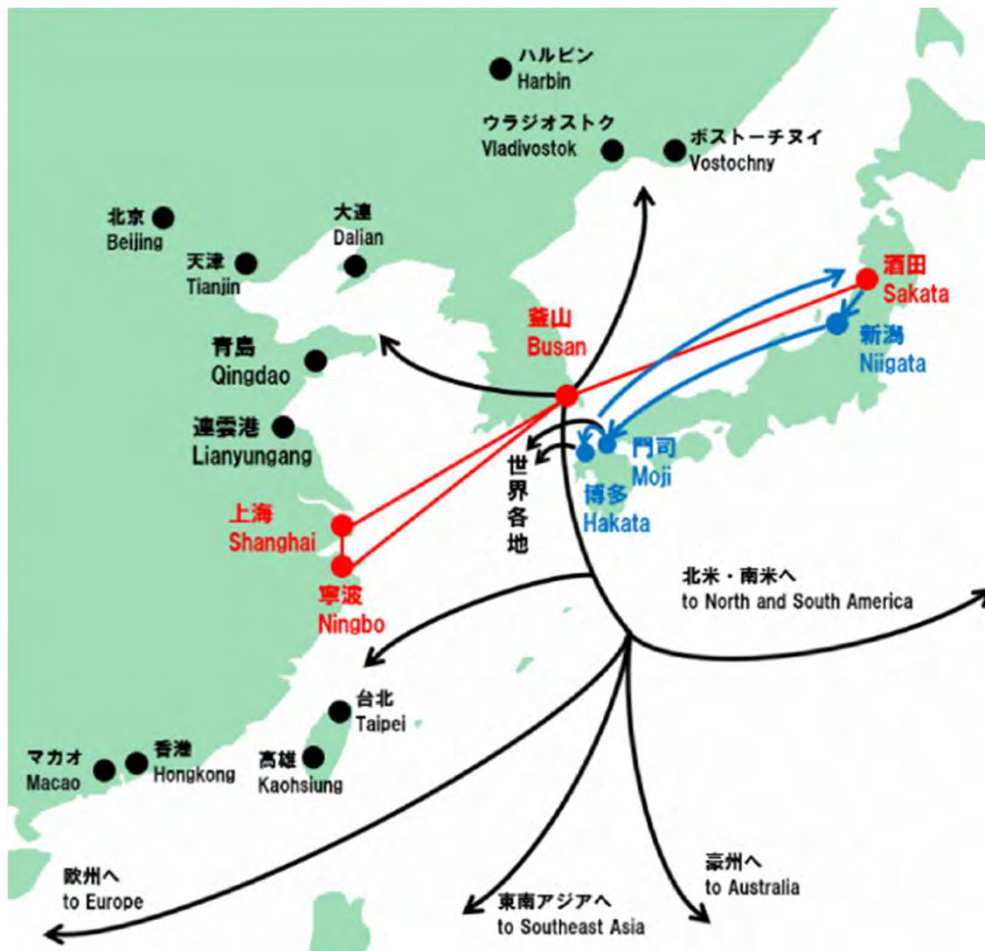 ハルビン
Harbin
ウラジオストク
Vladivostok
ボストーチヌイ
Vostochny
北京
Beijing
大連
Dalian
天津
Tianjin
酒田
Sakata
釜山
Busan
新潟
Niigata
青島
Qingdao
連雲港
Lianyungang
門司
Moji
世界各地
博多
Hakata
上海
Shanghai
寧波
Ningbo
北米・南米へ
to North and South America
台北
Taipei
香港
Hongkong
マカオ
Macao
高雄
Kaohsiung
欧州へ
to Europe
東南アジアへ
to Southeast Asia
豪州へ
to Australia